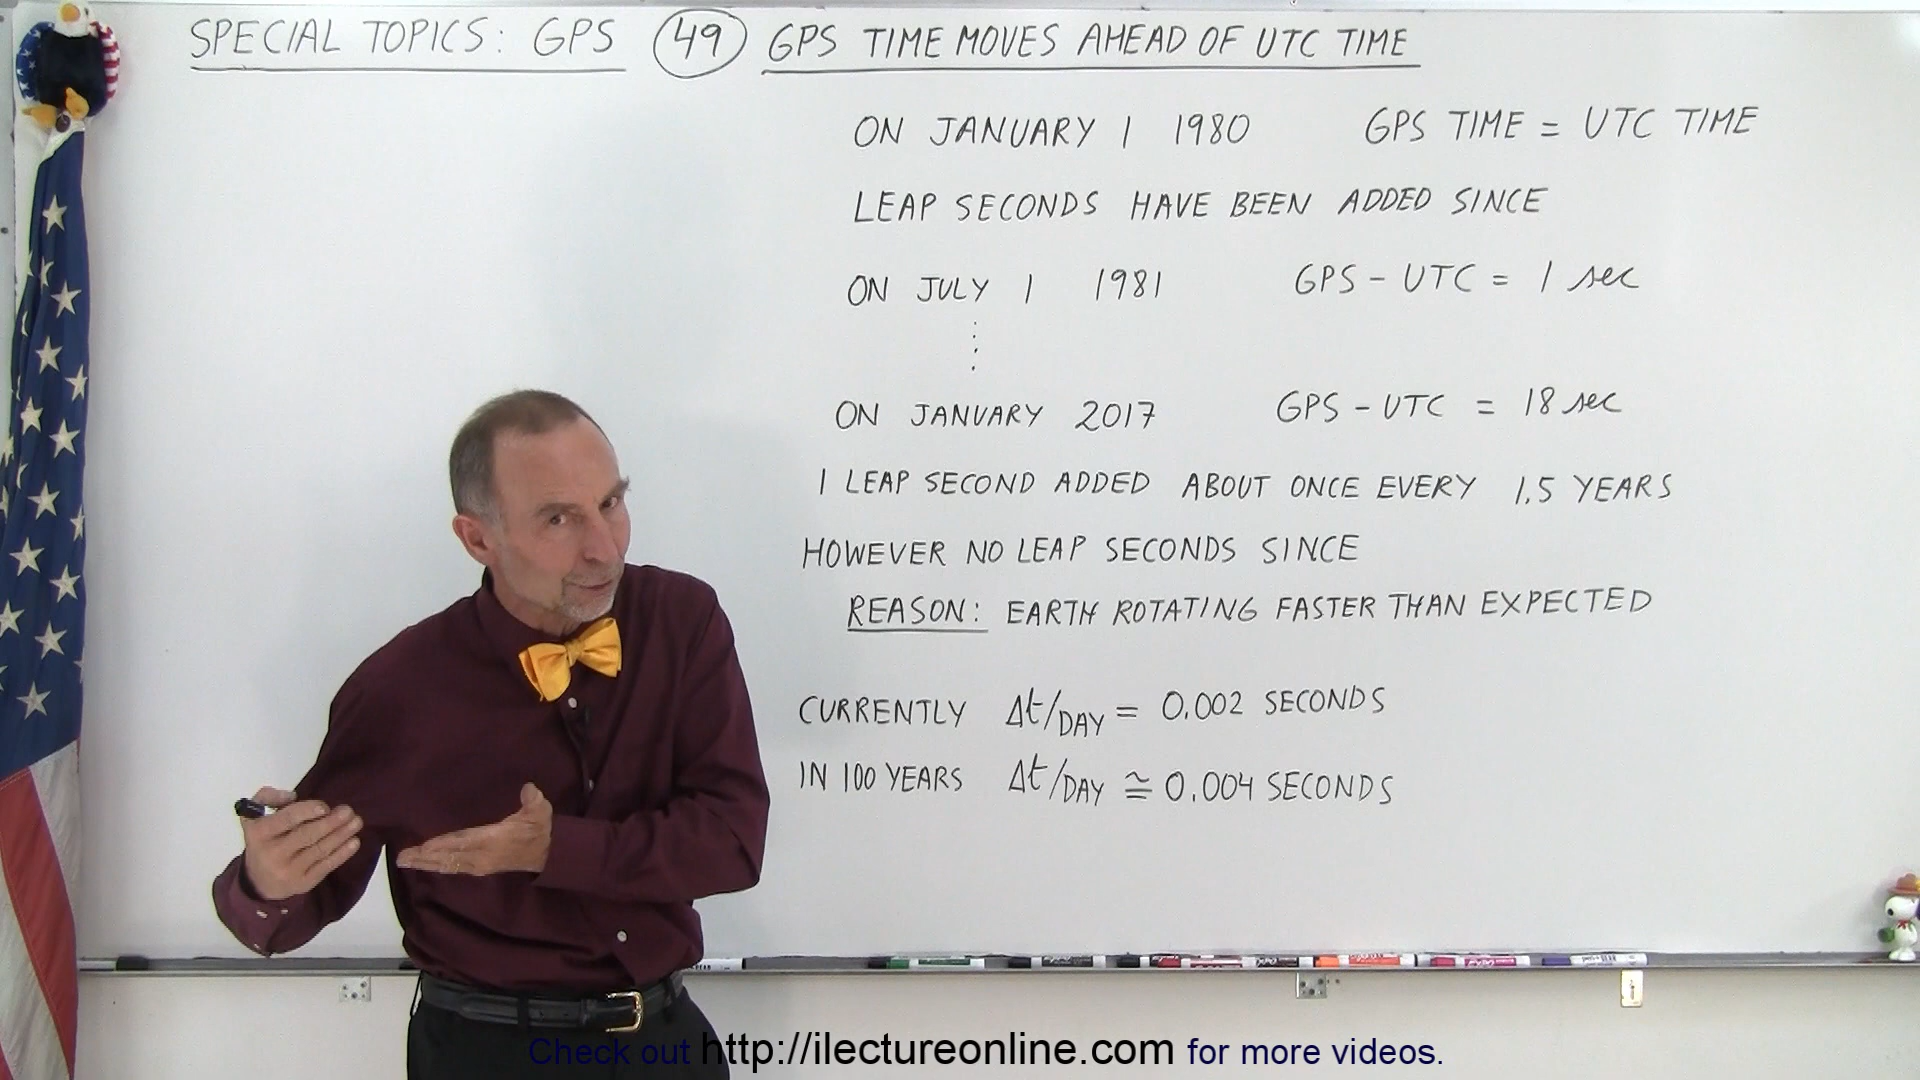 SPECIAL TOPICS: GPS 49 GPS TIME MOVES AHEAD OF UTC TIME
ON JANUARY 1 1980 GPS TIME = UTC TIME
LEAP SECONDS HAVE BEEN ADDED SINCE
ON JULY 1 1981 GPS - UTC = 1 sec
ON JANUARY 2017 GPS - UTC = 18 sec
1 LEAP SECOND ADDED ABOUT ONCE EVERY 1.5 YEARS
HOWEVER NO LEAP SECONDS SINCE
REASON: EARTH ROTATING FASTER THAN EXPECTED
CURRENTLY Δt/DAY = 0.002 SECONDS
IN 100 YEARS Δt/DAY ≅ 0.004 SECONDS
Check out http://ilectureonline.com for more videos.